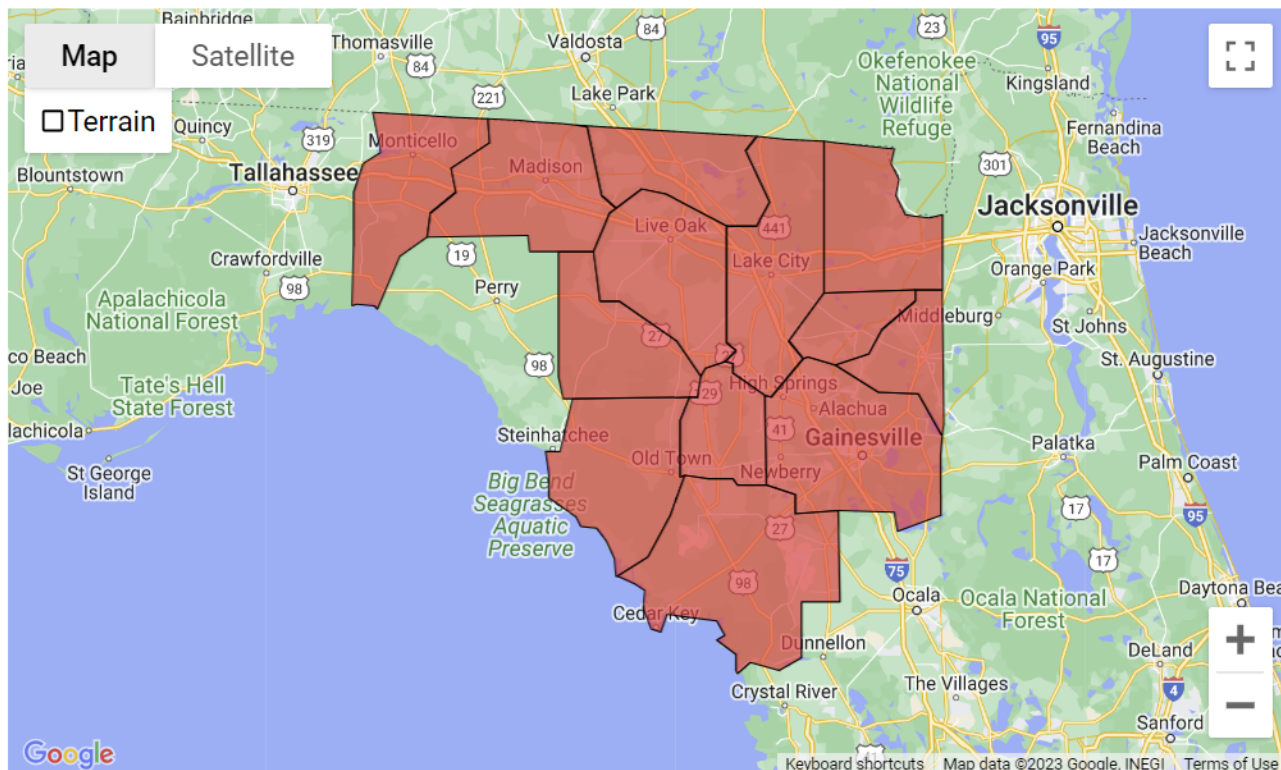 Bainbridge
Map
Satellite
Terrain
Thomasville
84
Valdosta
84
Lake Park
221
23
95
Okefenokee
National
Wildlife
Refuge
Kingsland
Fernandina
Beach
Quincy
319
Monticello
Blountstown
Tallahassee
Madison
301
Jacksonville
Live Oak
441
Jacksonville
Beach
Crawfordville
19
Lake City
Orange Park
98
Perry
Apalachicola
National Forest
Middleburg
St Johns
27
co Beach
Joe
98
St. Augustine
Tate's Hell
State Forest
High Springs
129
Alachua
lachicola
Steinhatchee
41
Gainesville
Palatka
St George
Island
Old Town
Newberry
Palm Coast
Big Bend
Seagrasses
Aquatic
Preserve
17
95
27
17
75
98
Ocala
Ocala National
Forest
Daytona Bea
Cedar Key
Dunnellon
DeLand
Crystal River
The Villages
4
Sanford
Google
41
Keyboard shortcuts
Map data ©2023 Google, INEGI
Terms of Use